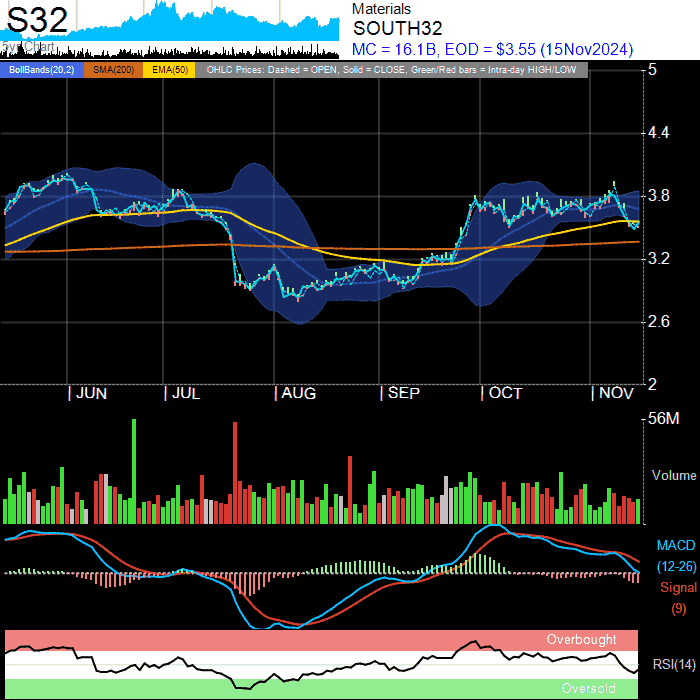 S32
5yr Chart
Materials
SOUTH32
MC = 16.1B, EOD = $3.55 (15Nov2024)
BollBands(20,2) SMA(200) EMA(50) OHLC Prices: Dashed = OPEN, Solid = CLOSE, Green/Red bars = Intra-day HIGH/LOW
5
4.4
3.8
3.2
2.6
2
| JUN | JUL | AUG | SEP | OCT | NOV
56M
Volume
MACD
(12-26)
Signal
(9)
Overbought
RSI(14)
Oversold